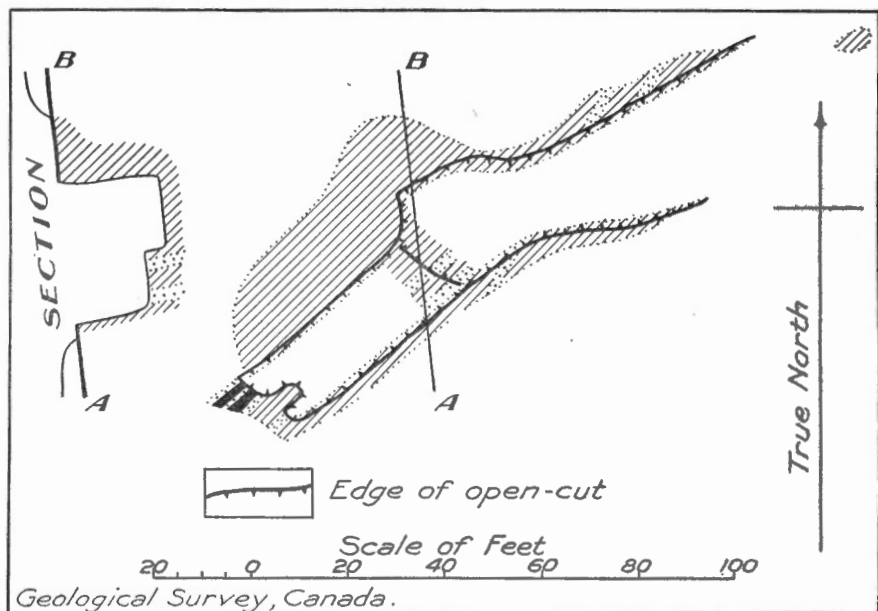 B
B
SECTION
A
A
True North
Edge of open-cut
Scale of Feet
20 0 20 40 60 80 100
Geological Survey, Canada.